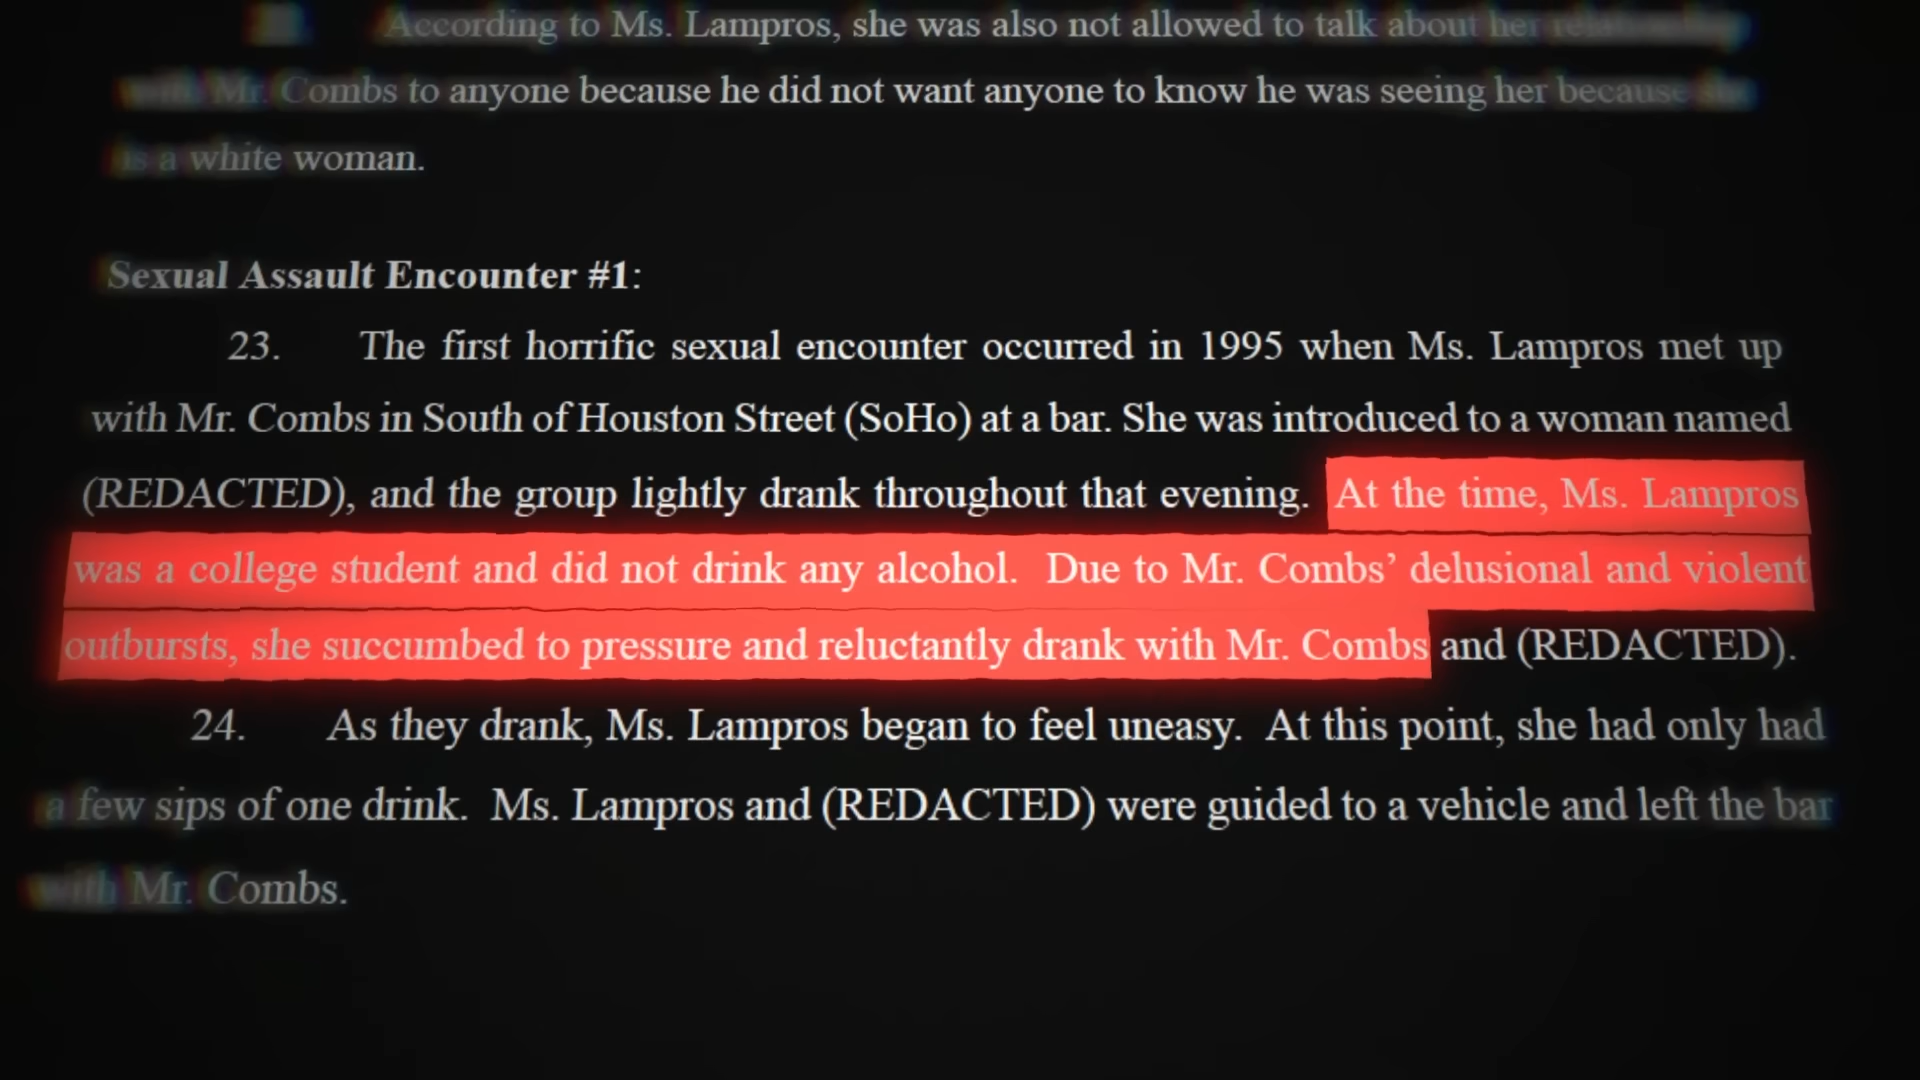 According to Ms. Lampros, she was also not allowed to talk about her relationship
with Mr. Combs to anyone because he did not want anyone to know he was seeing her because she
is a white woman.
Sexual Assault Encounter #1:
23. The first horrific sexual encounter occurred in 1995 when Ms. Lampros met up
with Mr. Combs in South of Houston Street (SoHo) at a bar. She was introduced to a woman named
(REDACTED), and the group lightly drank throughout that evening. At the time, Ms. Lampros
was a college student and did not drink any alcohol. Due to Mr. Combs’ delusional and violent
outbursts, she succumbed to pressure and reluctantly drank with Mr. Combs and (REDACTED).
24. As they drank, Ms. Lampros began to feel uneasy. At this point, she had only had
a few sips of one drink. Ms. Lampros and (REDACTED) were guided to a vehicle and left the bar
with Mr. Combs.